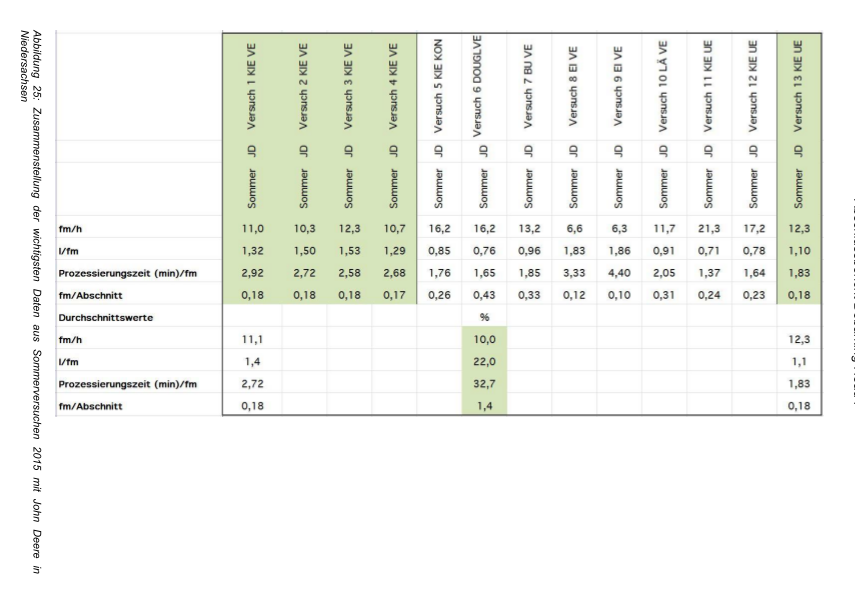 Versuch 1 KIE VE Versuch 2 KIE VE Versuch 3 KIE VE Versuch 4 KIE VE Versuch 5 KIE KON Versuch 6 DOUGLVE Versuch 7 BU VE Versuch 8 EI VE Versuch 9 EI VE Versuch 10 LÄ VE Versuch 11 KIE UE Versuch 12 KIE UE Versuch 13 KIE UE
JD JD JD JD JD JD JD JD JD JD JD JD JD
Sommer Sommer Sommer Sommer Sommer Sommer Sommer Sommer Sommer Sommer Sommer Sommer Sommer
fm/h 11,0 10,3 12,3 10,7 16,2 16,2 13,2 6,6 6,3 11,7 21,3 17,2 12,3
l/fm 1,32 1,50 1,53 1,29 0,85 0,76 0,96 1,83 1,86 0,91 0,71 0,78 1,10
Prozessierungszeit (min)/fm 2,92 2,72 2,58 2,68 1,76 1,65 1,85 3,33 4,40 2,05 1,37 1,64 1,83
fm/Abschnitt 0,18 0,18 0,18 0,17 0,26 0,43 0,33 0,12 0,10 0,31 0,24 0,23 0,18
Durchschnittswerte %
fm/h 11,1 10,0 12,3
l/fm 1,4 22,0 1,1
Prozessierungszeit (min)/fm 2,72 32,7 1,83
fm/Abschnitt 0,18 1,4 0,18
Abbildung 25: Zusammenstellung der wichtigsten Daten aus Sommerversuchen 2015 mit John Deere in
Niedersachsen